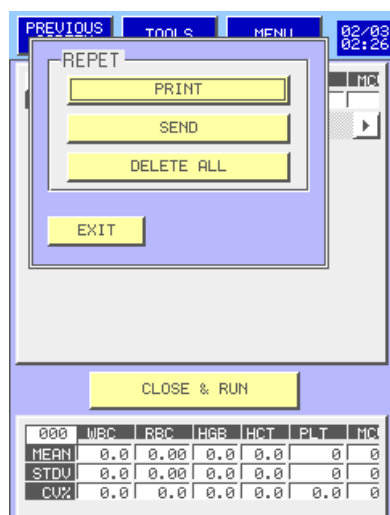 PREVIOUS TOOLS MENU 02/03
02:26
REPET
PRINT
SEND
DELETE ALL
EXIT
MC
CLOSE & RUN
000 WBC RBC HGB HCT PLT MC
MEAN 0.0 0.00 0.0 0.0 0 0
STDV 0.0 0.00 0.0 0.0 0 0
CV% 0.0 0.0 0.0 0.0 0.0 0